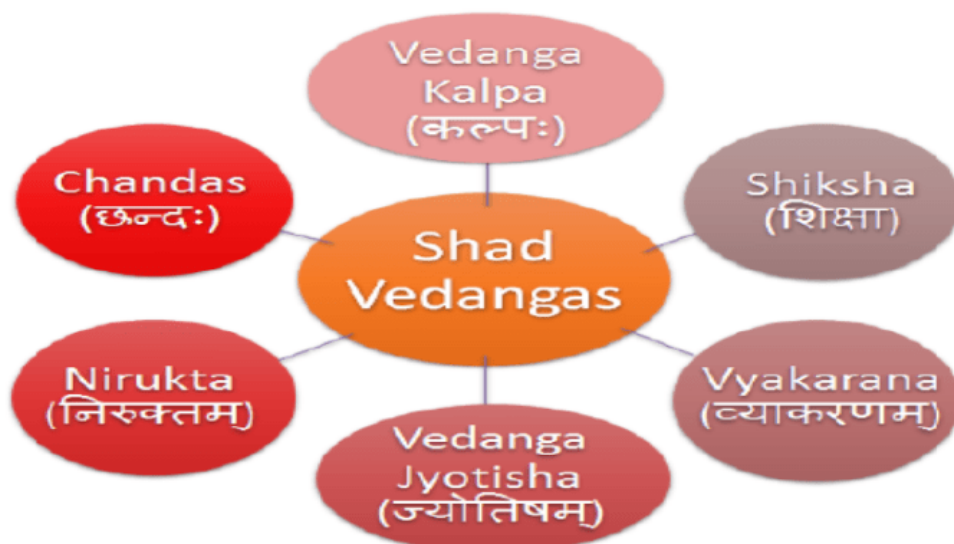 Vedanga
Kalpa
(कल्पः)
Chandas
(छन्दः)
Shiksha
(शिक्षा)
Shad
Vedangas
Nirukta
(निरुक्तम्)
Vyakarana
(व्याकरणम्)
Vedanga
Jyotisha
(ज्योतिषम्)